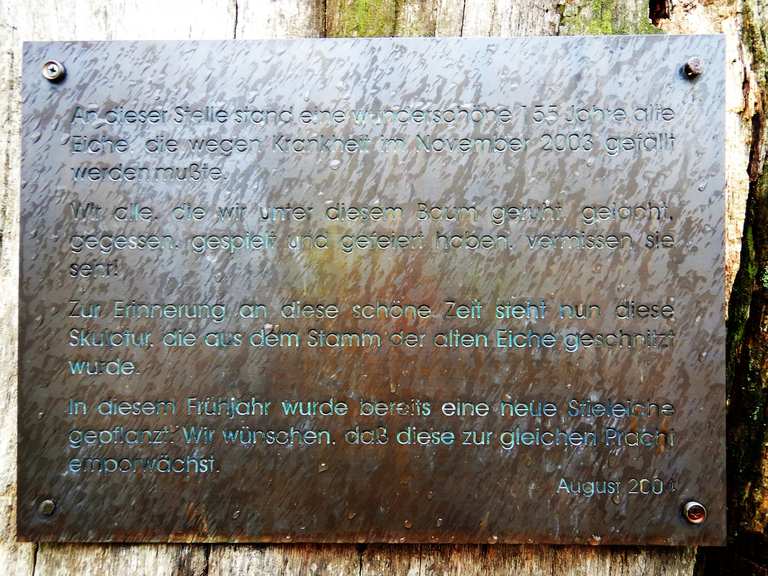 An dieser Stelle stand eine wunderschöne 155 Jahre alte
Eiche, die wegen Krankheit im November 2003 gefällt
werden mußte.
Wir alle, die wir unter diesem Baum geruht, gelacht,
gegessen, gespielt und gefeiert haben, vermissen sie
sehr!
Zur Erinnerung an diese schöne Zeit steht nun diese
Skulptur, die aus dem Stamm der alten Eiche geschnitzt
wurde.
In diesem Frühjahr wurde bereits eine neue Stieleiche
gepflanzt. Wir wünschen, daß diese zur gleichen Pracht
emporwächst.
August 2004